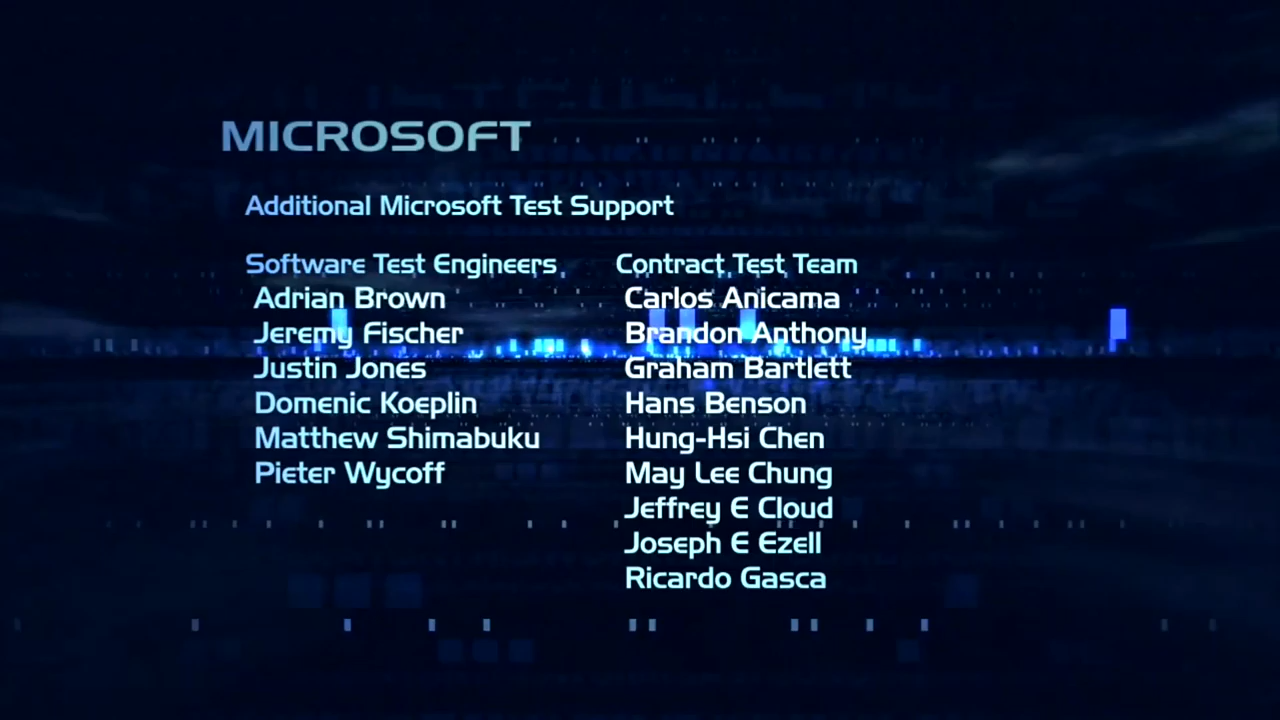 MICROSOFT
Additional Microsoft Test Support
Software Test Engineers
Adrian Brown
Jeremy Fischer
Justin Jones
Domenic Koeplin
Matthew Shimabuku
Pieter Wycoff
Contract Test Team
Carlos Anicama
Brandon Anthony
Graham Bartlett
Hans Benson
Hung-Hsi Chen
May Lee Chung
Jeffrey E Cloud
Joseph E Ezell
Ricardo Gasca